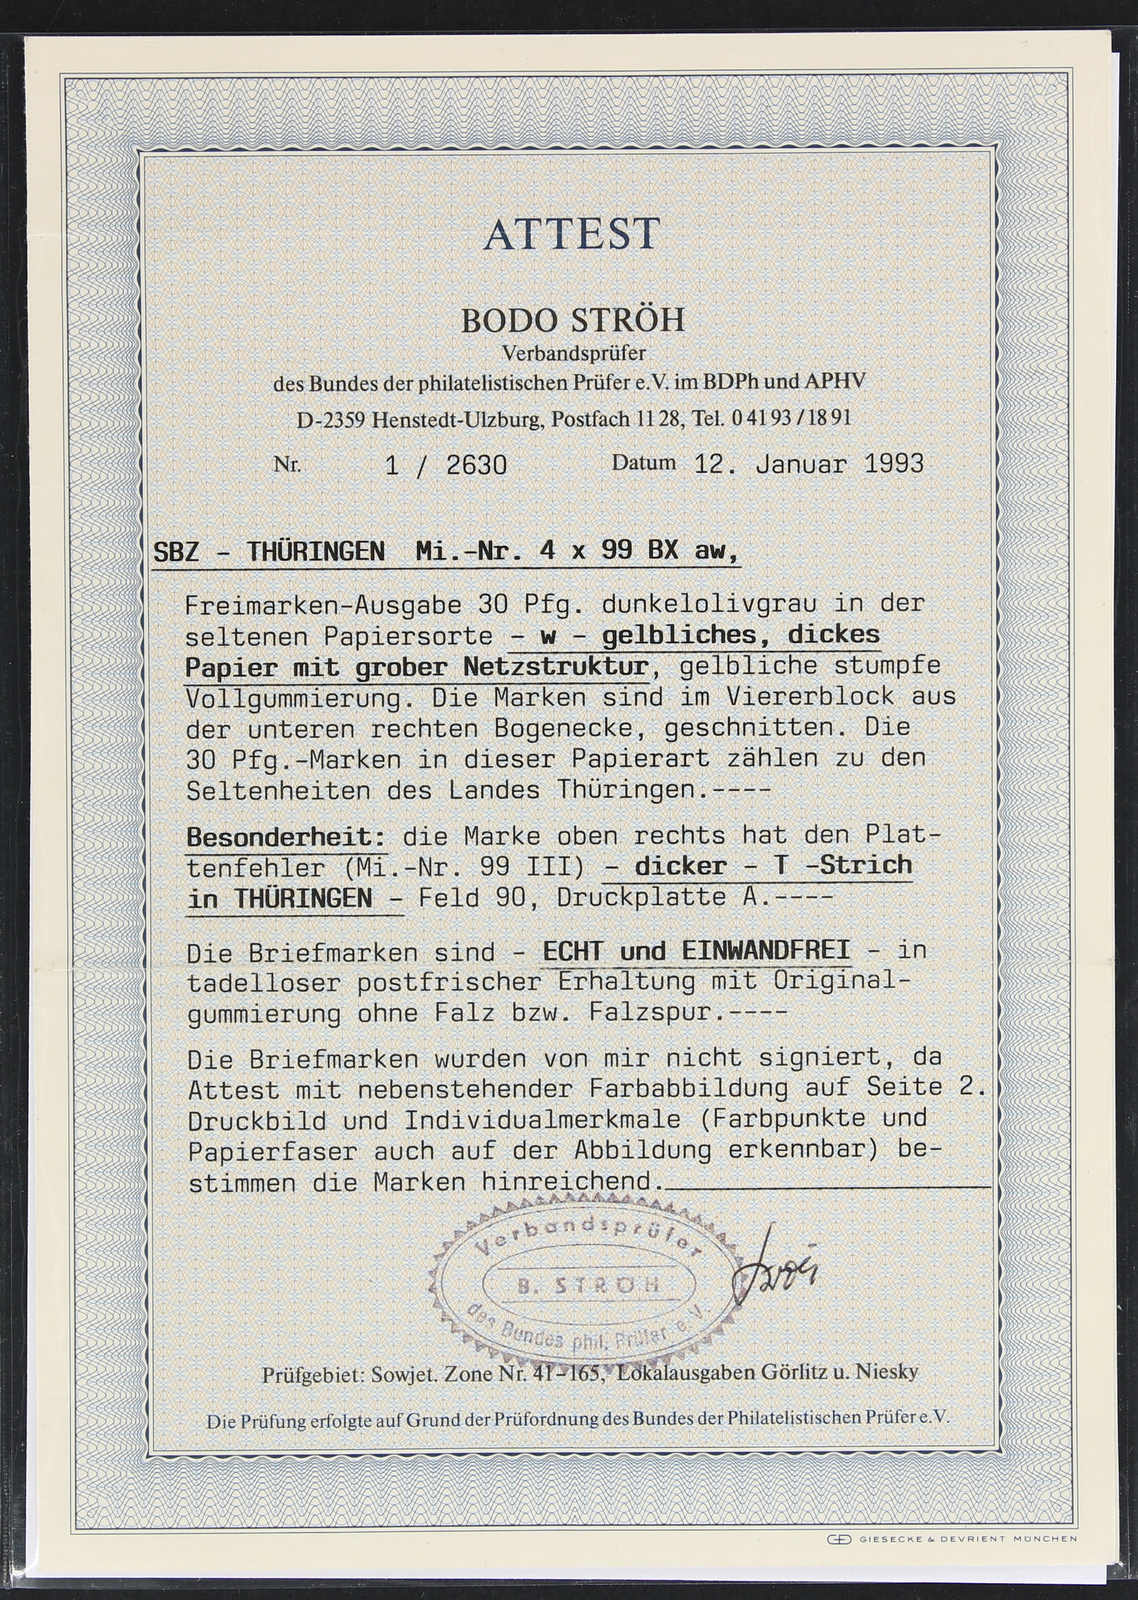 ATTEST
BODO STRÖH
Verbandsprüfer
des Bundes der philatelistischen Prüfer e.V. im BDPh und APHV
D-2359 Henstedt-Ulzburg, Postfach 11 28, Tel. 0 41 93 / 18 91
Nr. 1 / 2630 Datum 12. Januar 1993
SBZ - THÜRINGEN Mi.-Nr. 4 x 99 BX aw,
Freimarken-Ausgabe 30 Pfg. dunkelolivgrau in der
seltenen Papiersorte - w - gelbliches, dickes
Papier mit grober Netzstruktur, gelbliche stumpfe
Vollgummierung. Die Marken sind im Viererblock aus
der unteren rechten Bogenecke, geschnitten. Die
30 Pfg.-Marken in dieser Papierart zählen zu den
Seltenheiten des Landes Thüringen.----
Besonderheit: die Marke oben rechts hat den Plat-
tenfehler (Mi.-Nr. 99 III) - dicker - T -Strich
in THÜRINGEN - Feld 90, Druckplatte A.----
Die Briefmarken sind - ECHT und EINWANDFREI - in
tadelloser postfrischer Erhaltung mit Original-
gummierung ohne Falz bzw. Falzspur.----
Die Briefmarken wurden von mir nicht signiert, da
Attest mit nebenstehender Farbabbildung auf Seite 2.
Druckbild und Individualmerkmale (Farbpunkte und
Papierfaser auch auf der Abbildung erkennbar) be-
stimmen die Marken hinreichend.
Verbandsprüfer
B. STRÖH
des Bundes phil. Prüfer e.V.
Ströh
Prüfgebiet: Sowjet. Zone Nr. 41-165, Lokalausgaben Görlitz u. Niesky
Die Prüfung erfolgte auf Grund der Prüfordnung des Bundes der Philatelistischen Prüfer e.V.
GIESECKE & DEVRIENT MÜNCHEN